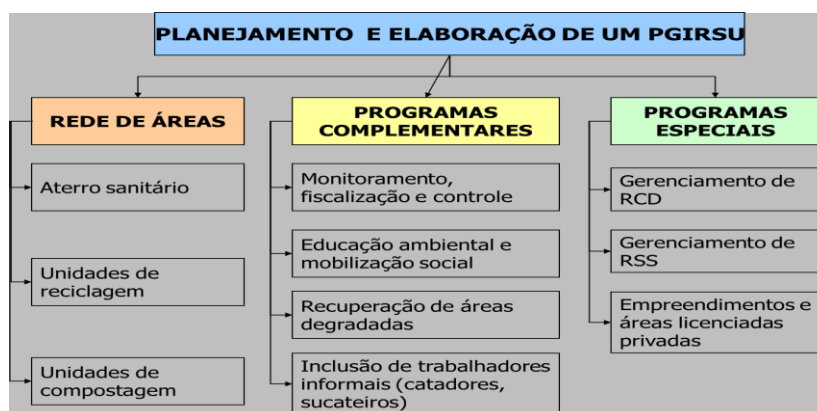 PLANEJAMENTO E ELABORAÇÃO DE UM PGIRSU
REDE DE ÁREAS
Aterro sanitário
Unidades de
reciclagem
Unidades de
compostagem
PROGRAMAS
COMPLEMENTARES
Monitoramento,
fiscalização e controle
Educação ambiental e
mobilização social
Recuperação de áreas
degradadas
Inclusão de trabalhadores
informais (catadores,
sucateiros)
PROGRAMAS
ESPECIAIS
Gerenciamento de
RCD
Gerenciamento de
RSS
Empreendimentos e
áreas licenciadas
privadas